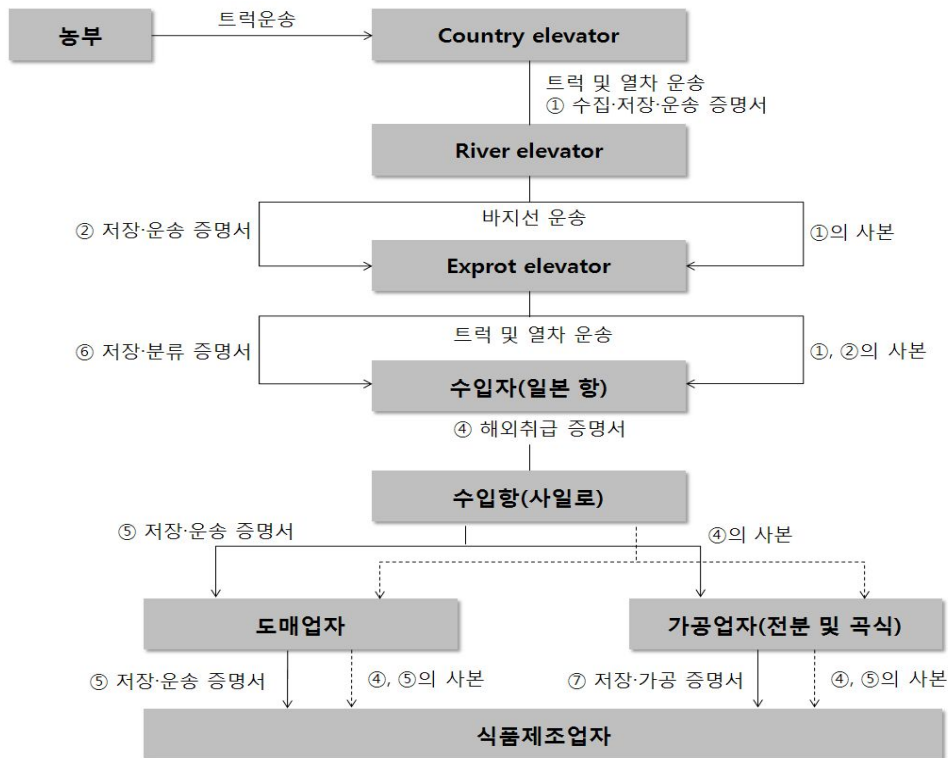 농부
트럭운송
Country elevator
트럭 및 열차 운송
① 수집·저장·운송 증명서
River elevator
② 저장·운송 증명서
바지선 운송
①의 사본
Exprot elevator
⑥ 저장·분류 증명서
트럭 및 열차 운송
①, ②의 사본
수입자(일본 항)
④ 해외취급 증명서
수입항(사일로)
⑤ 저장·운송 증명서
④의 사본
도매업자
가공업자(전분 및 곡식)
⑤ 저장·운송 증명서
④, ⑤의 사본
⑦ 저장·가공 증명서
④, ⑤의 사본
식품제조업자